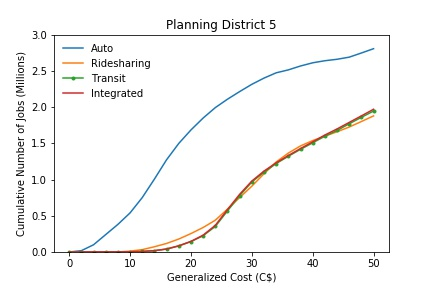 Planning District 5
Cumulative Number of Jobs (Millions)
3.0
2.5
2.0
1.5
1.0
0.5
0.0
Auto
Ridesharing
Transit
Integrated
0 10 20 30 40 50
Generalized Cost (C$)